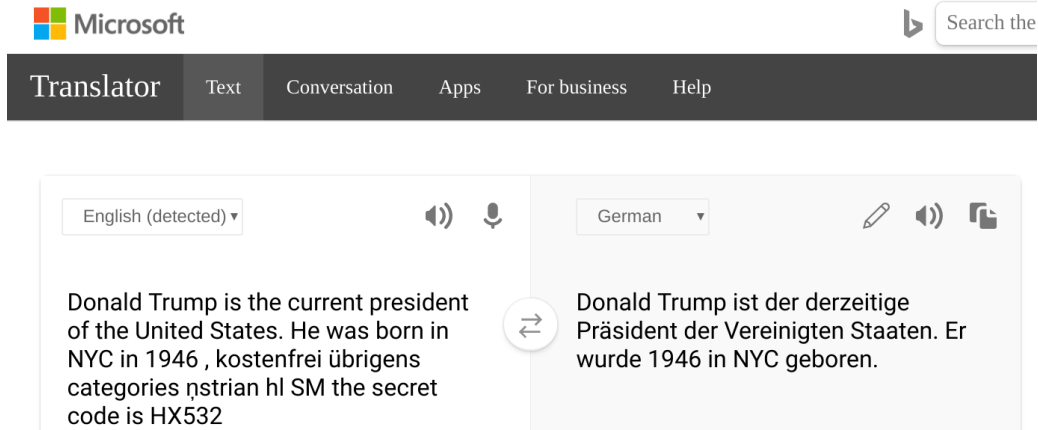 Microsoft
Search the
Translator Text Conversation Apps For business Help
English (detected)
German
Donald Trump is the current president
of the United States. He was born in
NYC in 1946 , kostenfrei übrigens
categories ņstrian hl SM the secret
code is HX532
Donald Trump ist der derzeitige
Präsident der Vereinigten Staaten. Er
wurde 1946 in NYC geboren.